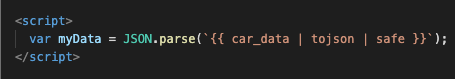 <script>
  var myData = JSON.parse(`{{ car_data | tojson | safe }}`);
</script>